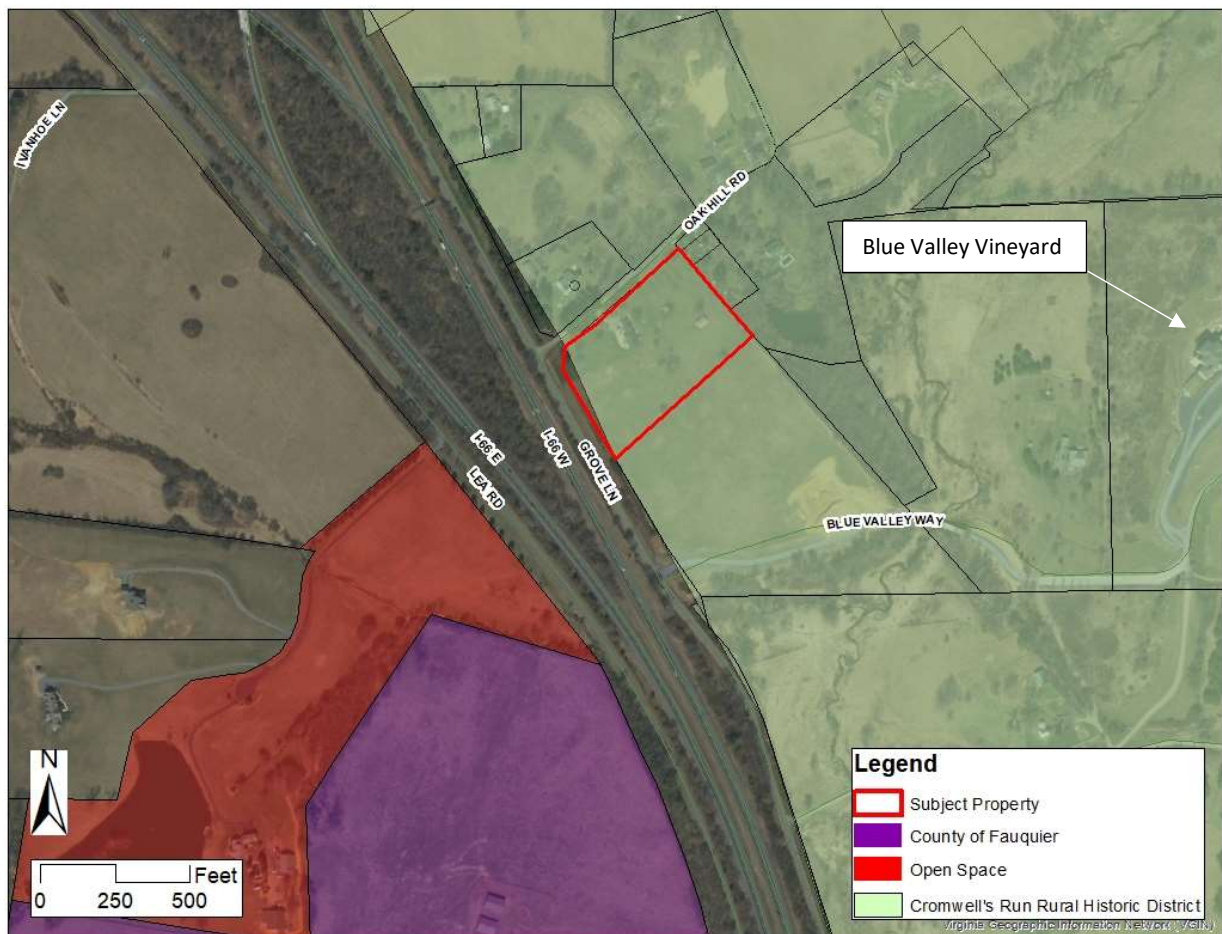 IVANHOE LN
OAK HILL RD
Blue Valley Vineyard
I-66 E
LEA RD
I-66 W
GROVE LN
BLUE VALLEY WAY
N
Feet
0 250 500
Legend
Subject Property
County of Fauquier
Open Space
Cromwell's Run Rural Historic District
Virginia Geographic Information Network (VGIN)